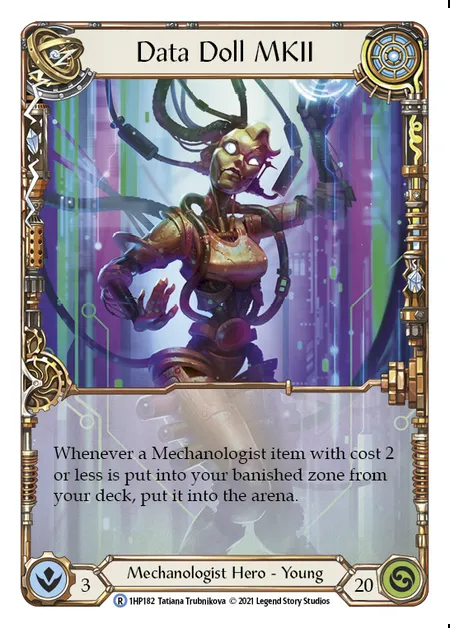 Data Doll MKII
Whenever a Mechanologist item with cost 2
or less is put into your banished zone from
your deck, put it into the arena.
3
Mechanologist Hero - Young
20
R 1HP182 Tatiana Trubnikova © 2021 Legend Story Studios